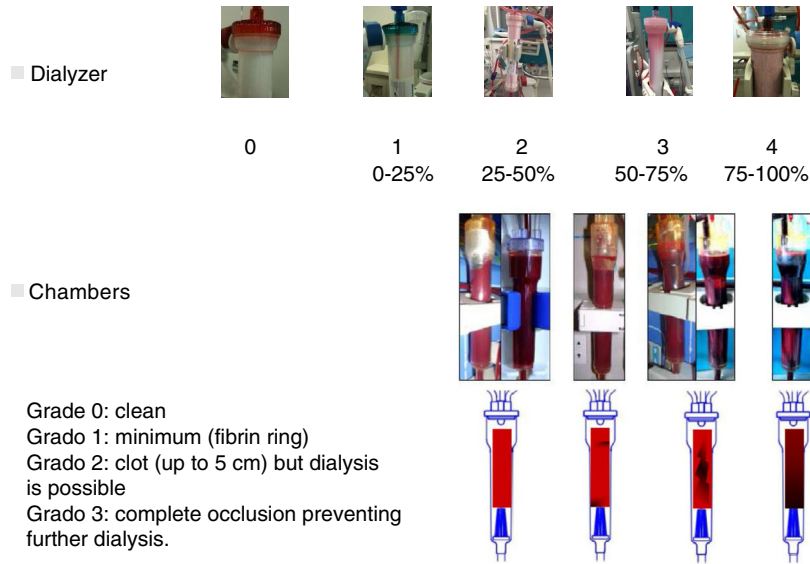 Dialyzer
0 1 2 3 4
0-25% 25-50% 50-75% 75-100%
Chambers
Grade 0: clean
Grado 1: minimum (fibrin ring)
Grado 2: clot (up to 5 cm) but dialysis
is possible
Grado 3: complete occlusion preventing
further dialysis.